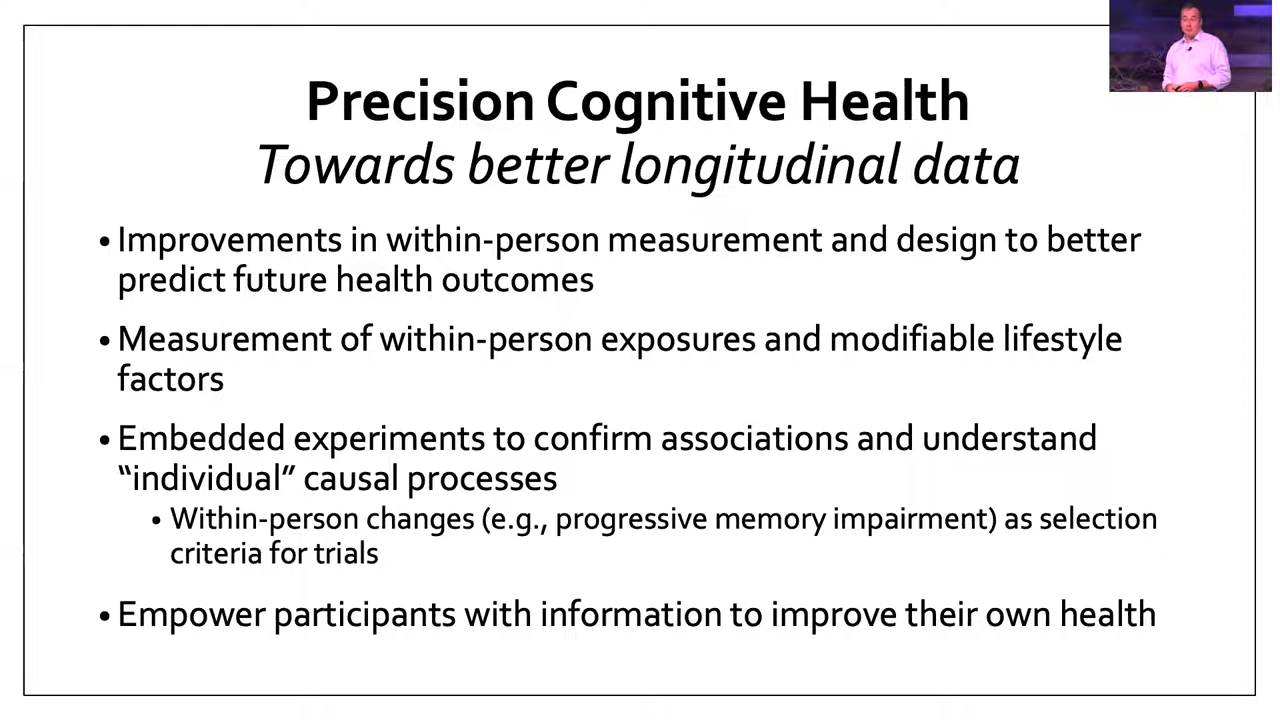 Precision Cognitive Health
Towards better longitudinal data
• Improvements in within-person measurement and design to better
predict future health outcomes
• Measurement of within-person exposures and modifiable lifestyle
factors
• Embedded experiments to confirm associations and understand
“individual” causal processes
• Within-person changes (e.g., progressive memory impairment) as selection
criteria for trials
• Empower participants with information to improve their own health